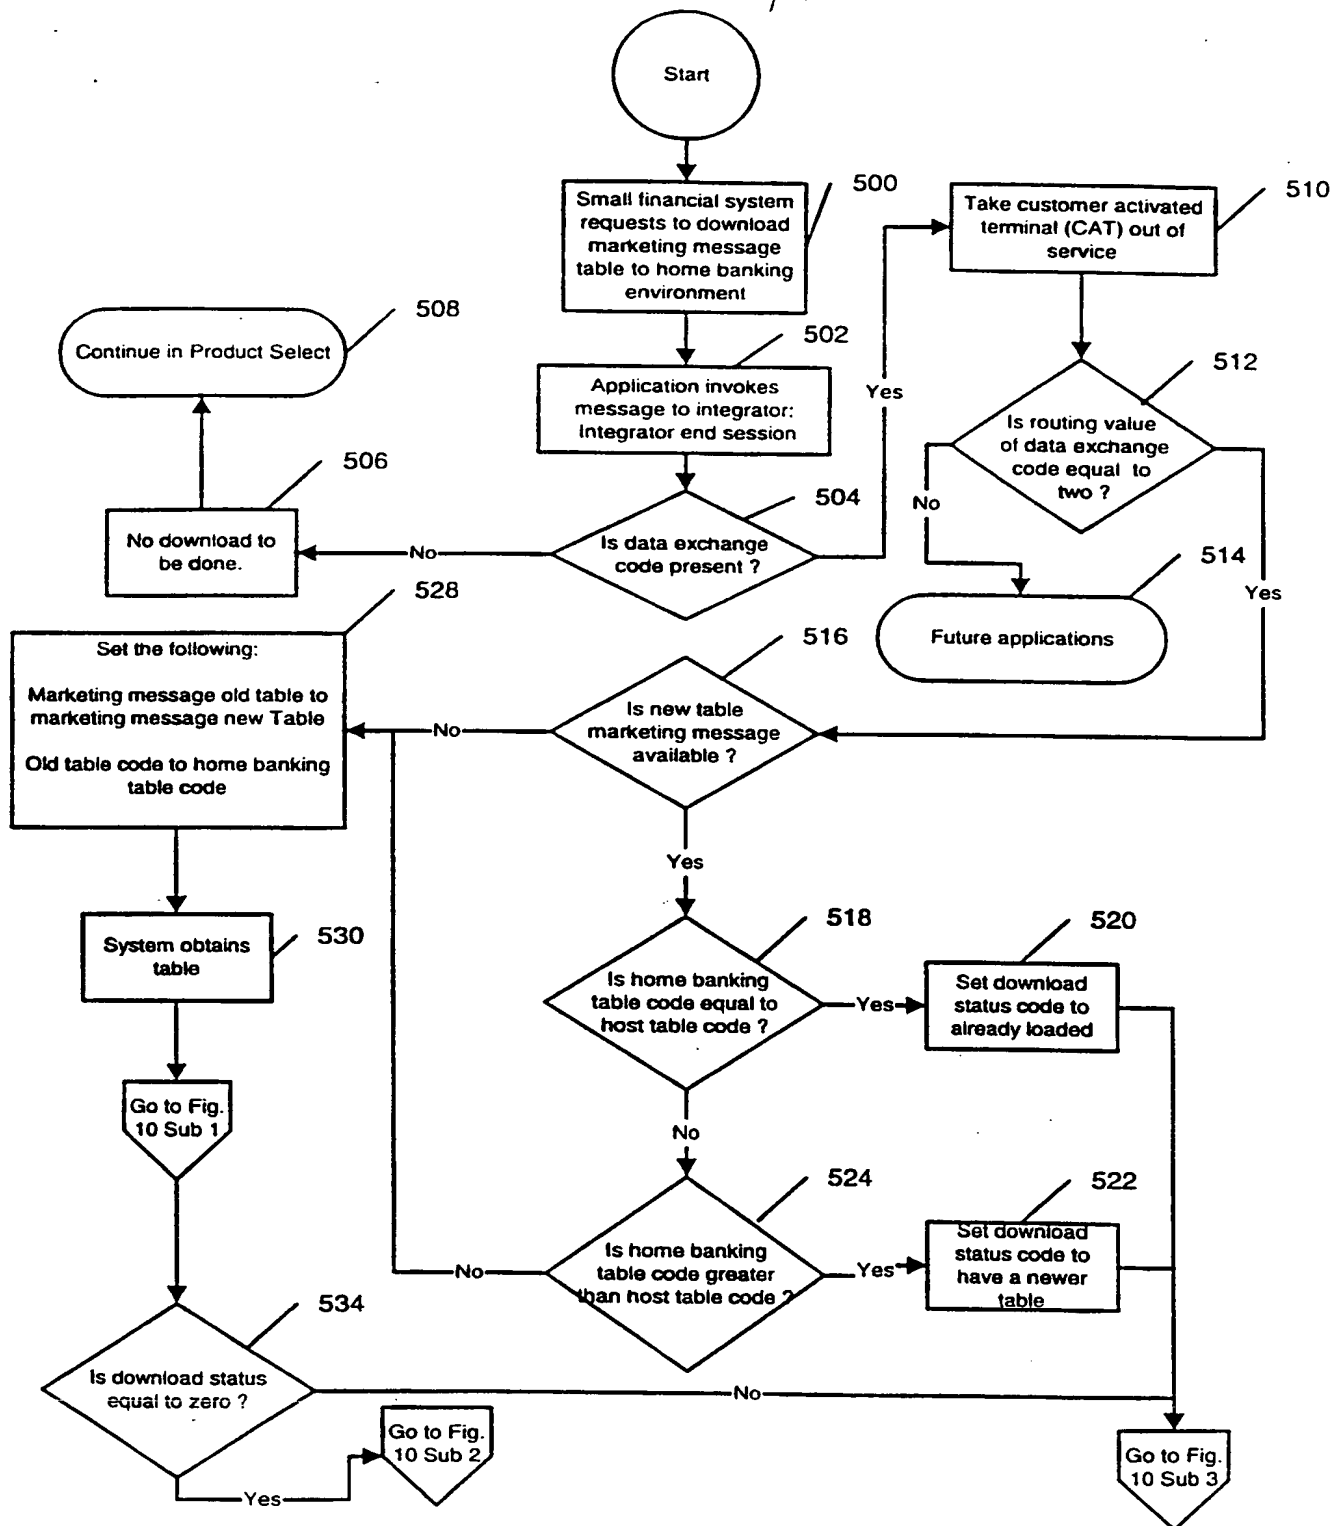 Start
500
Small financial system
requests to download
marketing message
table to home banking
environment
510
Take customer activated
terminal (CAT) out of
service
508
Continue in Product Select
502
Application invokes
message to integrator:
Integrator end session
Yes
512
Is routing value
of data exchange
code equal to
two ?
506
No download to
be done.
No
504
Is data exchange
code present ?
No
514
Future applications
Yes
528
Set the following:
Marketing message old table to
marketing message new Table
Old table code to home banking
table code
No
516
Is new table
marketing message
available ?
Yes
530
System obtains
table
518
Is home banking
table code equal to
host table code ?
Yes
520
Set download
status code to
already loaded
Go to Fig.
10 Sub 1
No
524
Is home banking
table code greater
than host table code ?
No
Yes
522
Set download
status code to
have a newer
table
534
Is download status
equal to zero ?
No
Yes
Go to Fig.
10 Sub 2
Go to Fig.
10 Sub 3